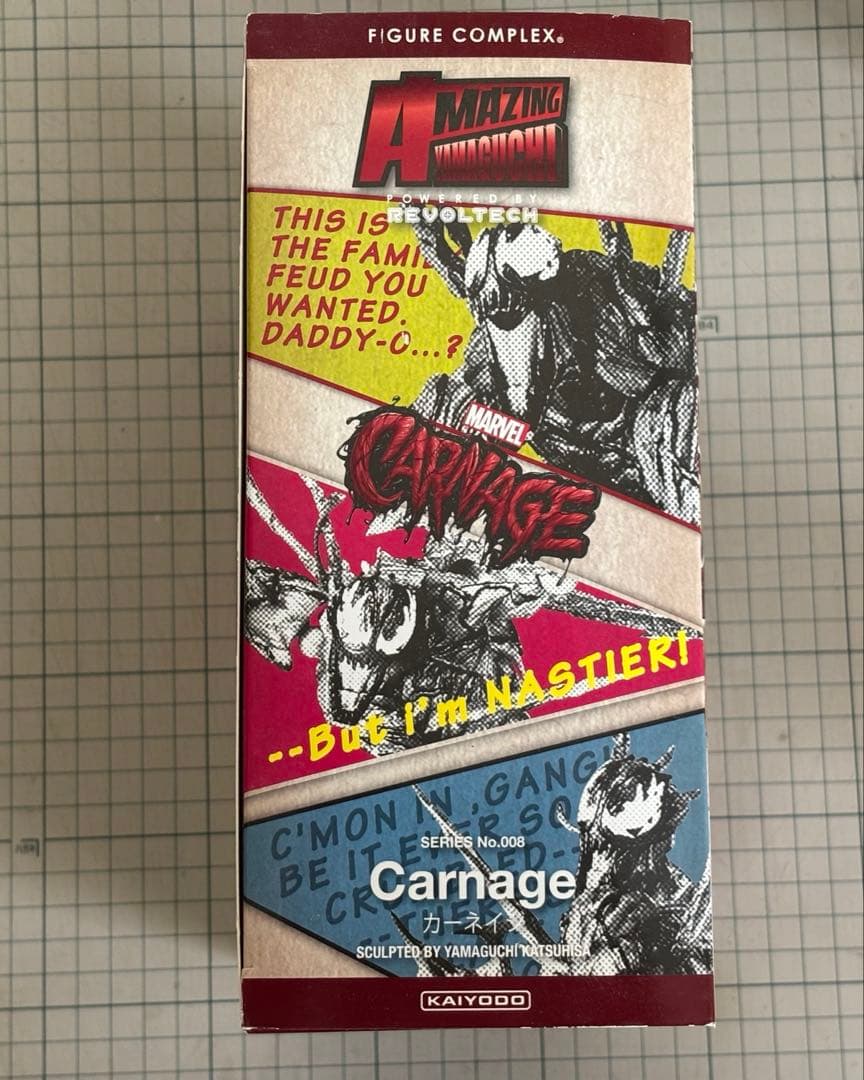 FIGURE COMPLEX®
AMAZING
YAMAGUCHI
POWERED BY
REVOLTECH
THIS IS
THE FAMIL
FEUD YOU
WANTED.
DADDY-O...?
MARVEL
CARNAGE
--But i'm NASTIER!
C'MON IN, GANG!
BE IT EVER SO
SERIES No.008
Carnage
カーネイジ
SCULPTED BY YAMAGUCHI KATSUHISA
KAIYODO